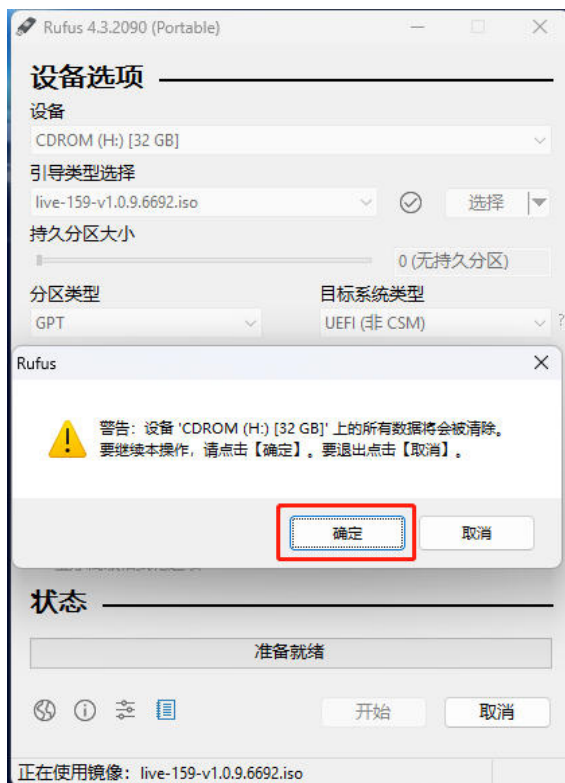 Rufus 4.3.2090 (Portable)
设备选项
设备
CDROM (H:) [32 GB]
引导类型选择
live-159-v1.0.9.6692.iso
选择
持久分区大小
0 (无持久分区)
分区类型
目标系统类型
GPT
UEFI (非 CSM)
?
Rufus
警告：设备 'CDROM (H:) [32 GB]' 上的所有数据将会被清除。
要继续本操作，请点击【确定】。要退出点击【取消】。
确定
取消
状态
准备就绪
开始
取消
正在使用镜像：live-159-v1.0.9.6692.iso